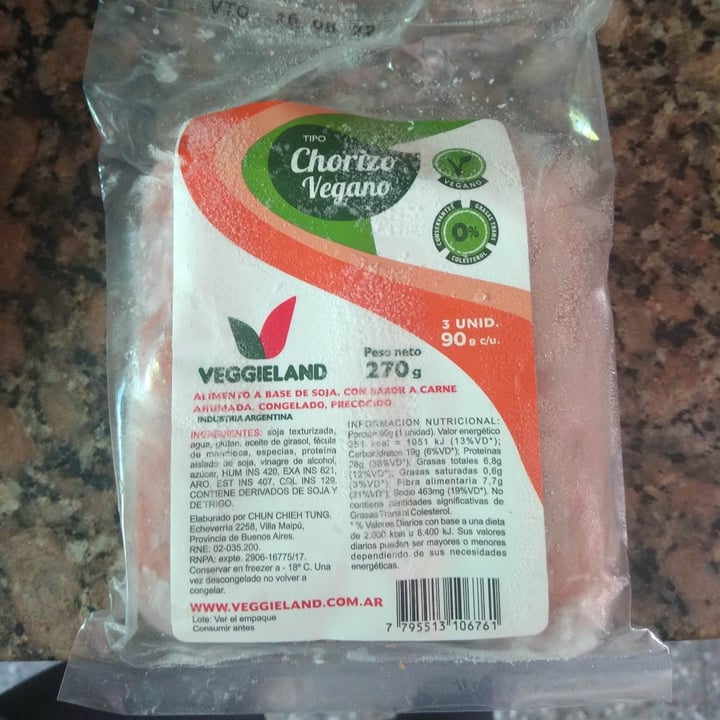 VTO 26 08 22
TIPO
Chorizo
Vegano
VEGANO
CONSERVANTES
GRASAS TRANS
0%
COLESTEROL
3 UNID.
90 g c/u.
VEGGIELAND
Peso neto
270 g
ALIMENTO A BASE DE SOJA, CON SABOR A CARNE
AHUMADA, CONGELADO, PRECOCIDO
INDUSTRIA ARGENTINA
INGREDIENTES: soja texturizada,
agua, gluten, aceite de girasol, fécula
de mandioca, especias, proteína
aislada de soja, vinagre de alcohol,
azúcar, HUM INS 420, EXA INS 621,
ARO, EST INS 407, COL INS 129.
CONTIENE DERIVADOS DE SOJA Y
DE TRIGO.
Elaborado por CHUN CHIEH TUNG.
Echeverría 2258, Villa Maipú,
Provincia de Buenos Aires.
RNE: 02-035.200.
RNPA: expte. 2906-16775/17.
Conservar en freezer a - 18º C. Una
vez descongelado no volver a
congelar.
WWW.VEGGIELAND.COM.AR
Lote: Ver el empaque
Consumir antes
INFORMACION NUTRICIONAL:
Porción 90g (1 unidad). Valor energético
251 kcal = 1051 kJ (13%VD*);
Carbohidratos 19g (6%VD*); Proteínas
28g (38%VD*); Grasas totales 6,8g
(12%VD*); Grasas saturadas 0,6g
(3%VD*); Fibra alimentaria 7,7g
(31%VD*); Sodio 463mg (19%VD*). No
contiene cantidades significativas de
Grasas Trans ni Colesterol.
* % Valores Diarios con base a una dieta
de 2.000 kcal u 8.400 kJ. Sus valores
diarios pueden ser mayores o menores
dependiendo de sus necesidades
energéticas.
7 795513 106761